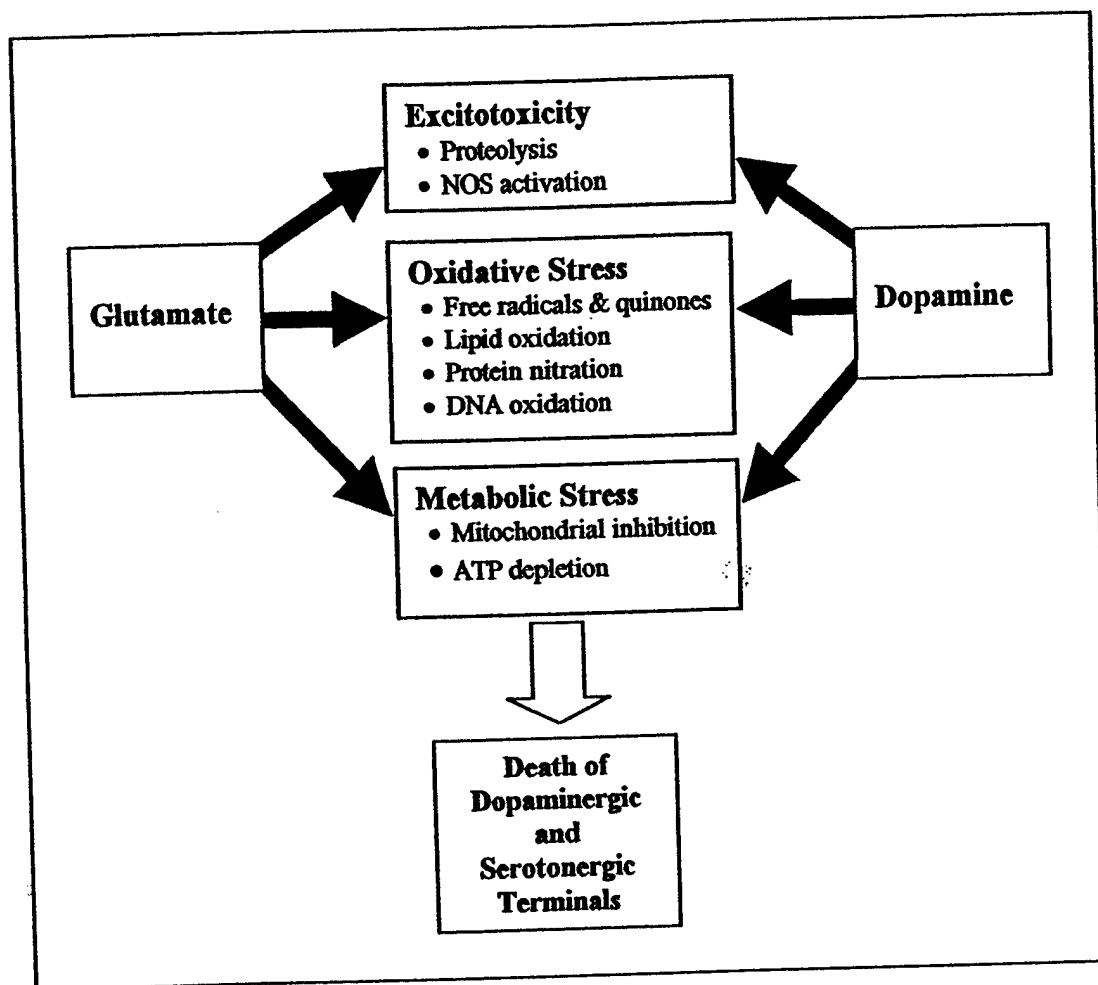 Excitotoxicity
• Proteolysis
• NOS activation
Glutamate
Oxidative Stress
• Free radicals & quinones
• Lipid oxidation
• Protein nitration
• DNA oxidation
Dopamine
Metabolic Stress
• Mitochondrial inhibition
• ATP depletion
Death of
Dopaminergic
and
Serotonergic
Terminals